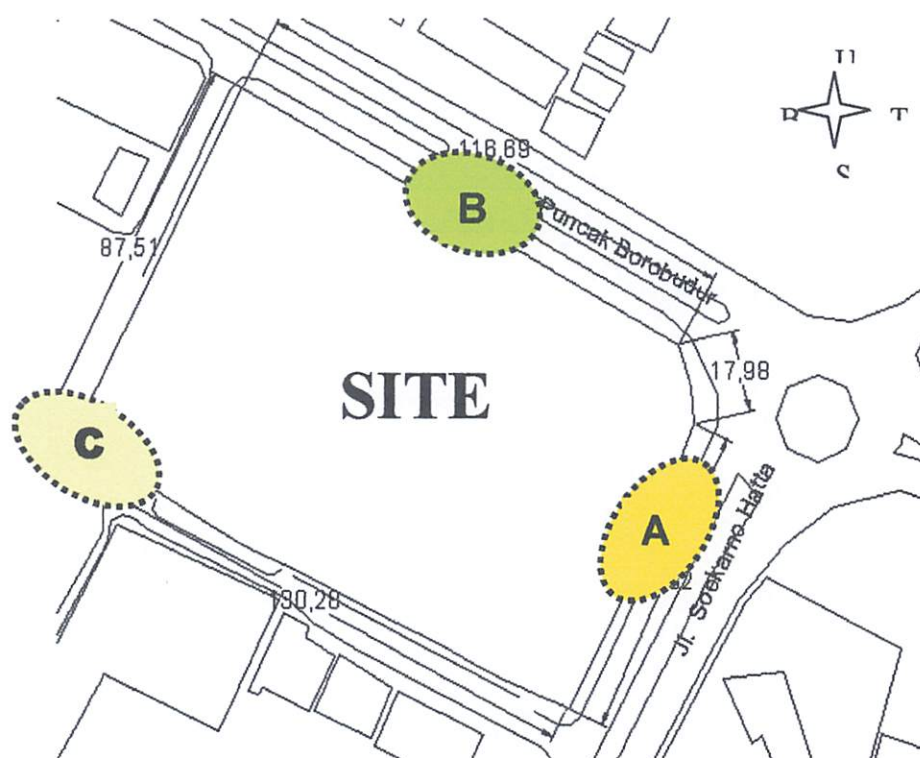 U
B
T
S
116,69
B
Puncak Borobudur
87,51
17,98
SITE
C
A
Jl. Soekarno Hatta
130,28